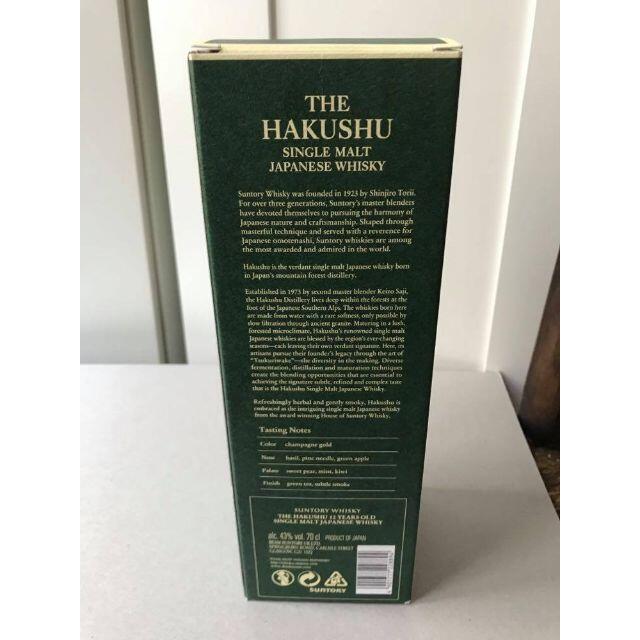 THE
HAKUSHU
SINGLE MALT
JAPANESE WHISKY
Suntory Whisky was founded in 1923 by Shinjiro Torii.
For over three generations, Suntory's master blenders
have devoted themselves to pursuing the harmony of
Japanese nature and craftsmanship. Shaped through
masterful technique and served with a reverence for
Japanese omotenashi, Suntory whiskies are among
the most awarded and admired in the world.
Hakushu is the verdant single malt Japanese whisky born
in Japan's mountain forest distillery.
Established in 1973 by second master blender Keizo Saji,
the Hakushu Distillery lives deep within the forests at the
foot of the Japanese Southern Alps. The whiskies born here
are made from water with a rare softness, only possible by
slow filtration through ancient granite. Maturing in a lush,
forested microclimate, Hakushu's renowned single malt
Japanese whiskies are blessed by the region's ever-changing
seasons—each leaving their own verdant signature. Here, its
artisans pursue their founder's legacy through the art of
"Tsukuriwake"—the diversity in the making. Diverse
fermentation, distillation and maturation techniques
create the blending opportunities that are essential to
achieving the signature subtle, refined and complex taste
that is the Hakushu Single Malt Japanese Whisky.
Refreshingly herbal and gently smoky, Hakushu is
embraced as the intriguing single malt Japanese whisky
from the award winning House of Suntory Whisky.
Tasting Notes
Color champagne gold
Nose basil, pine needle, green apple
Palate sweet pear, mint, kiwi
Finish green tea, subtle smoke
SUNTORY WHISKY
THE HAKUSHU 12 YEARS OLD
SINGLE MALT JAPANESE WHISKY
alc. 43% vol. 70 cl PRODUCT OF JAPAN
SPRINGBURN BOND, CARLISLE STREET
SUNTORY